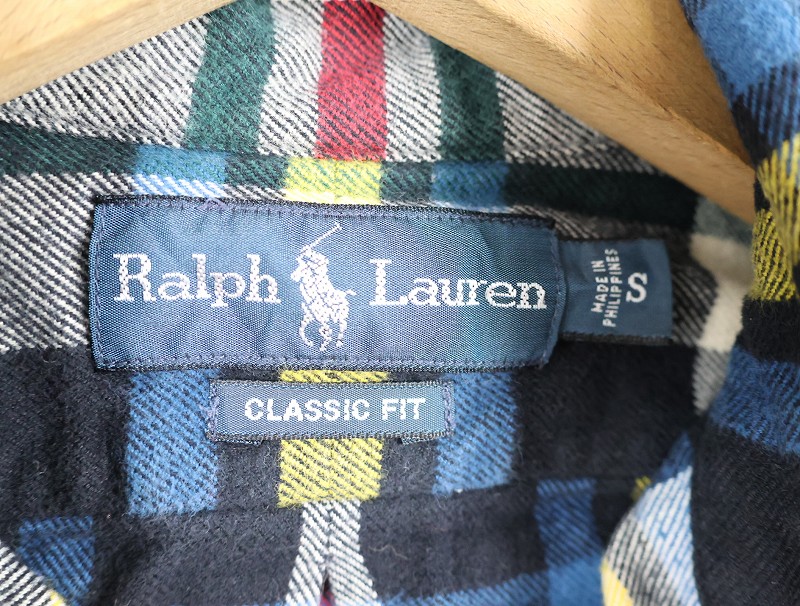 Ralph Lauren
MADE IN
PHILIPPINES
S
CLASSIC FIT